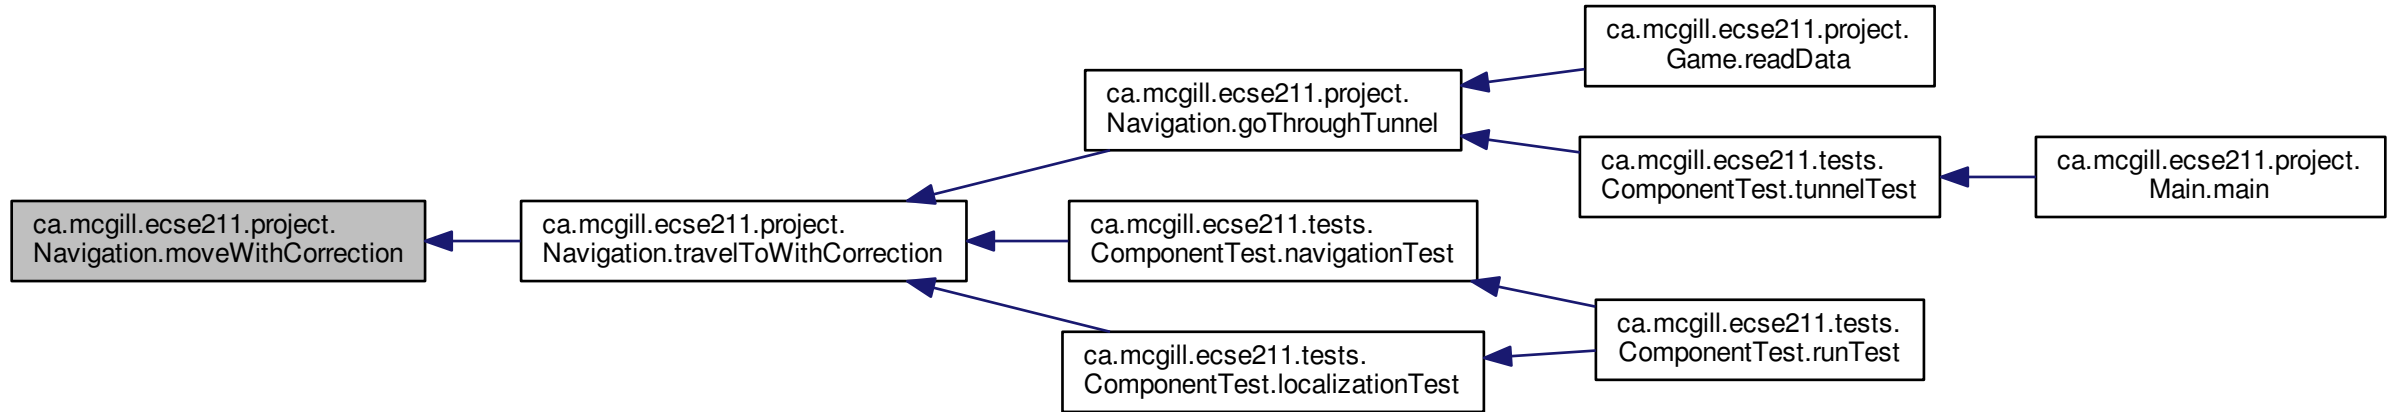 ca.mcgill.ecse211.project.
Navigation.moveWithCorrection
ca.mcgill.ecse211.project.
Navigation.travelToWithCorrection
ca.mcgill.ecse211.project.
Navigation.goThroughTunnel
ca.mcgill.ecse211.project.
Game.readData
ca.mcgill.ecse211.tests.
ComponentTest.tunnelTest
ca.mcgill.ecse211.project.
Main.main
ca.mcgill.ecse211.tests.
ComponentTest.navigationTest
ca.mcgill.ecse211.tests.
ComponentTest.runTest
ca.mcgill.ecse211.tests.
ComponentTest.localizationTest